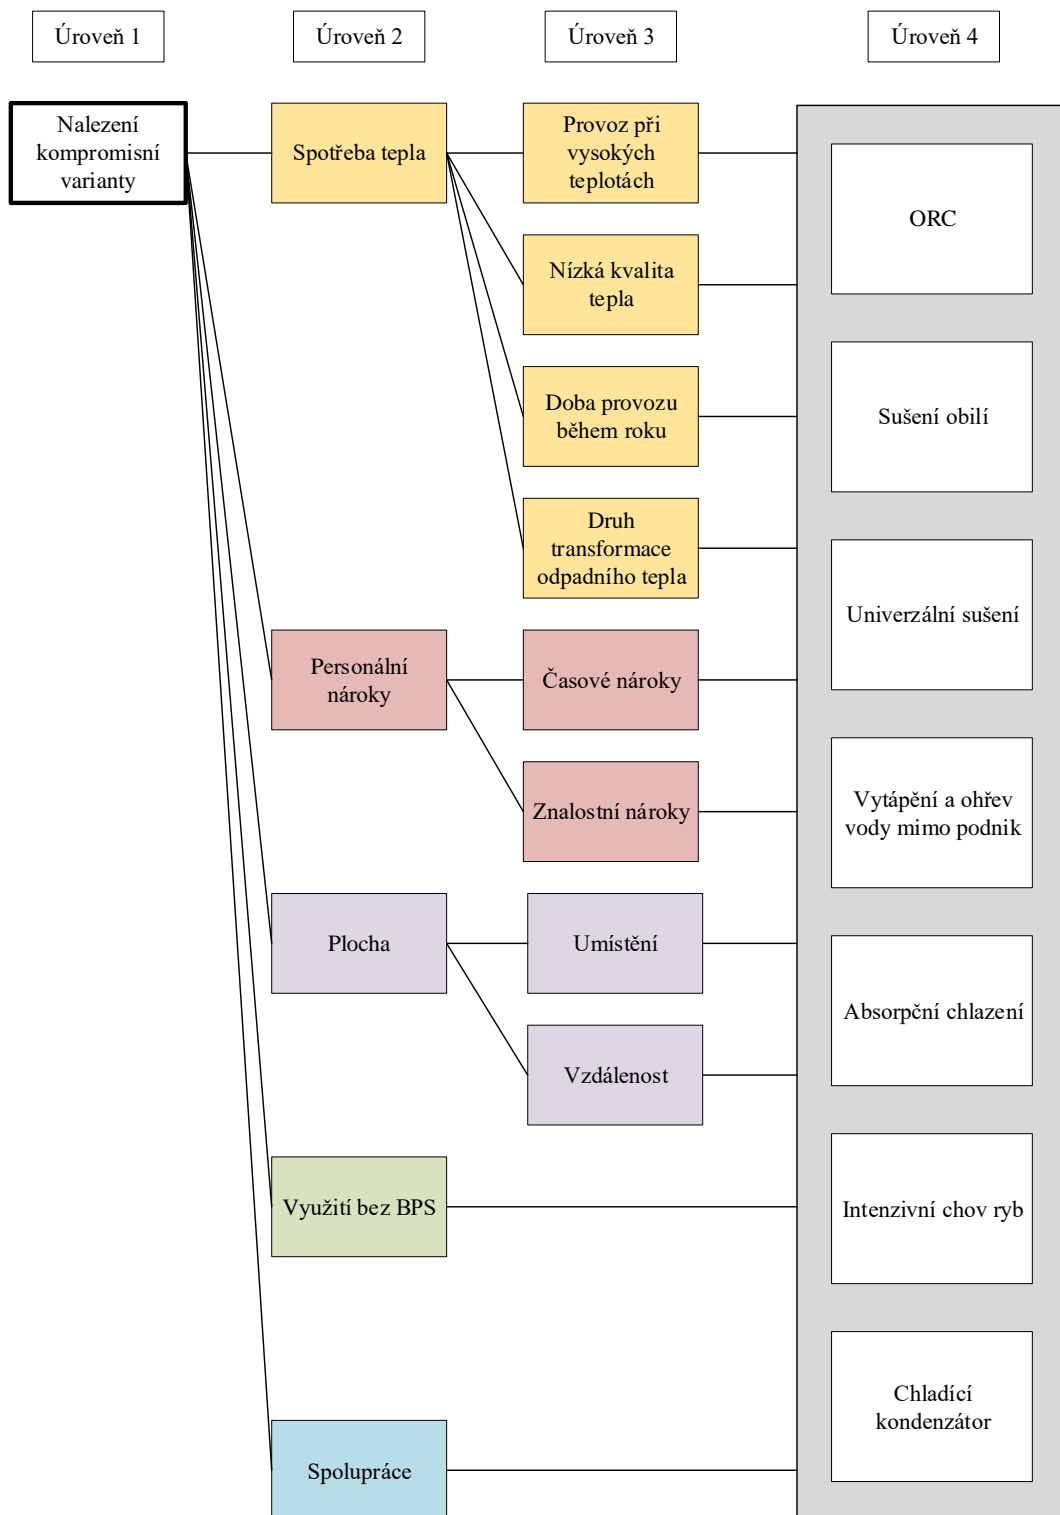 Úroveň 1
Úroveň 2
Úroveň 3
Úroveň 4
Nalezení
kompromisní
varianty
Spotřeba tepla
Provoz při
vysokých
teplotách
Nízká kvalita
tepla
Doba provozu
během roku
Druh
transformace
odpadního tepla
Personální
nároky
Časové nároky
Znalostní nároky
Plocha
Umístění
Vzdálenost
Využití bez BPS
Spolupráce
ORC
Sušení obilí
Univerzální sušení
Vytápění a ohřev
vody mimo podnik
Absorpční chlazení
Intenzivní chov ryb
Chladící
kondenzátor